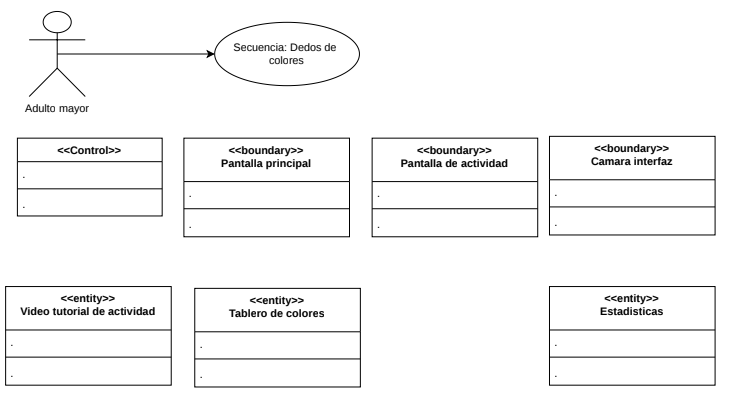 Secuencia: Dedos de
colores
Adulto mayor
<<Control>>
.
.
<<boundary>>
Pantalla principal
.
.
<<boundary>>
Pantalla de actividad
.
.
<<boundary>>
Camara interfaz
.
.
<<entity>>
Video tutorial de actividad
.
.
<<entity>>
Tablero de colores
.
.
<<entity>>
Estadisticas
.
.